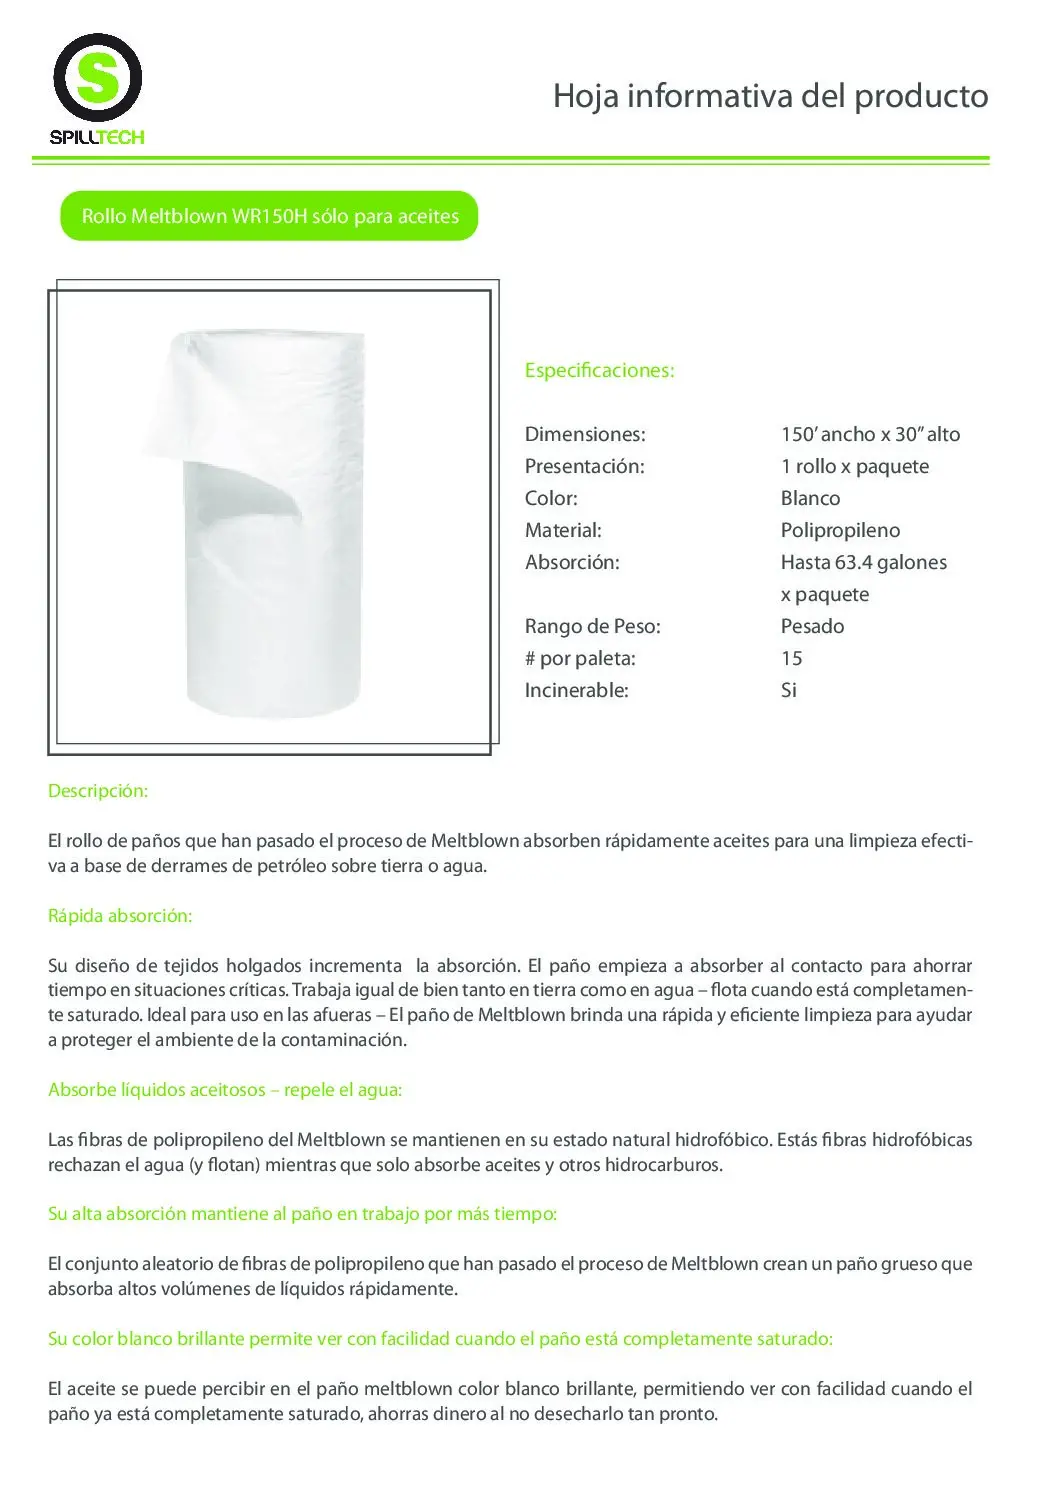 S
SPILLTECH
Hoja informativa del producto
Rollo Meltblown WR150H sólo para aceites
Especificaciones:
Dimensiones: 150’ ancho x 30” alto
Presentación: 1 rollo x paquete
Color: Blanco
Material: Polipropileno
Absorción: Hasta 63.4 galones
x paquete
Rango de Peso: Pesado
# por paleta: 15
Incinerable: Si
Descripción:
El rollo de paños que han pasado el proceso de Meltblown absorben rápidamente aceites para una limpieza efecti-
va a base de derrames de petróleo sobre tierra o agua.
Rápida absorción:
Su diseño de tejidos holgados incrementa la absorción. El paño empieza a absorber al contacto para ahorrar
tiempo en situaciones críticas. Trabaja igual de bien tanto en tierra como en agua – flota cuando está completamen-
te saturado. Ideal para uso en las afueras – El paño de Meltblown brinda una rápida y eficiente limpieza para ayudar
a proteger el ambiente de la contaminación.
Absorbe líquidos aceitosos – repele el agua:
Las fibras de polipropileno del Meltblown se mantienen en su estado natural hidrofóbico. Estás fibras hidrofóbicas
rechazan el agua (y flotan) mientras que solo absorbe aceites y otros hidrocarburos.
Su alta absorción mantiene al paño en trabajo por más tiempo:
El conjunto aleatorio de fibras de polipropileno que han pasado el proceso de Meltblown crean un paño grueso que
absorba altos volúmenes de líquidos rápidamente.
Su color blanco brillante permite ver con facilidad cuando el paño está completamente saturado:
El aceite se puede percibir en el paño meltblown color blanco brillante, permitiendo ver con facilidad cuando el
paño ya está completamente saturado, ahorras dinero al no desecharlo tan pronto.